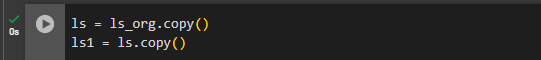 ls = ls_org.copy()
0s
ls1 = ls.copy()